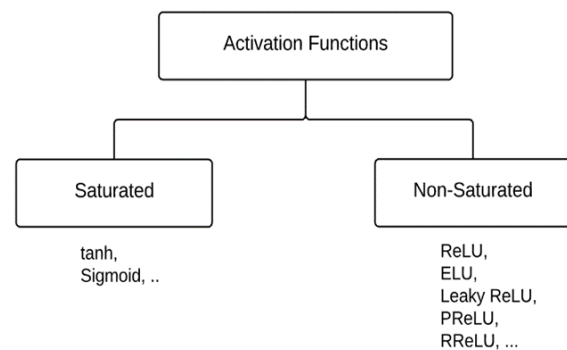 Activation Functions
Saturated
Non-Saturated
tanh,
Sigmoid, ..
ReLU,
ELU,
Leaky ReLU,
PReLU,
RReLU, ...